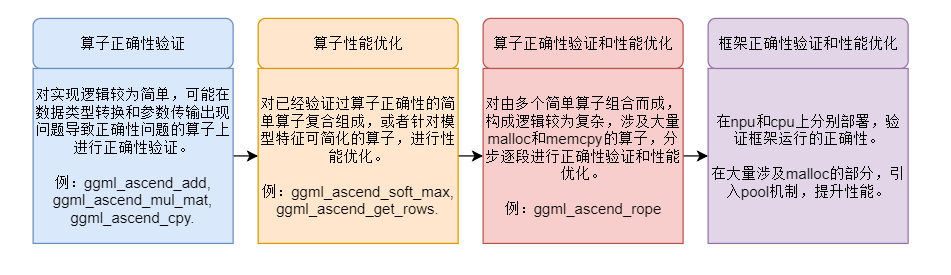 算子正确性验证
对实现逻辑较为简单，可能在
数据类型转换和参数传输出现
问题导致正确性问题的算子上
进行正确性验证。
例：ggml_ascend_add,
ggml_ascend_mul_mat,
ggml_ascend_cpy.
算子性能优化
对已经验证过算子正确性的简
单算子复合组成，或者针对模
型特征可简化的算子，进行性
能优化。
例：ggml_ascend_soft_max,
ggml_ascend_get_rows.
算子正确性验证和性能优化
对由多个简单算子组合而成，
构成逻辑较为复杂，涉及大量
malloc和memcpy的算子，分
步逐段进行正确性验证和性能
优化。
例：ggml_ascend_rope
框架正确性验证和性能优化
在npu和cpu上分别部署，验
证框架运行的正确性。
在大量涉及malloc的部分，引
入pool机制，提升性能。